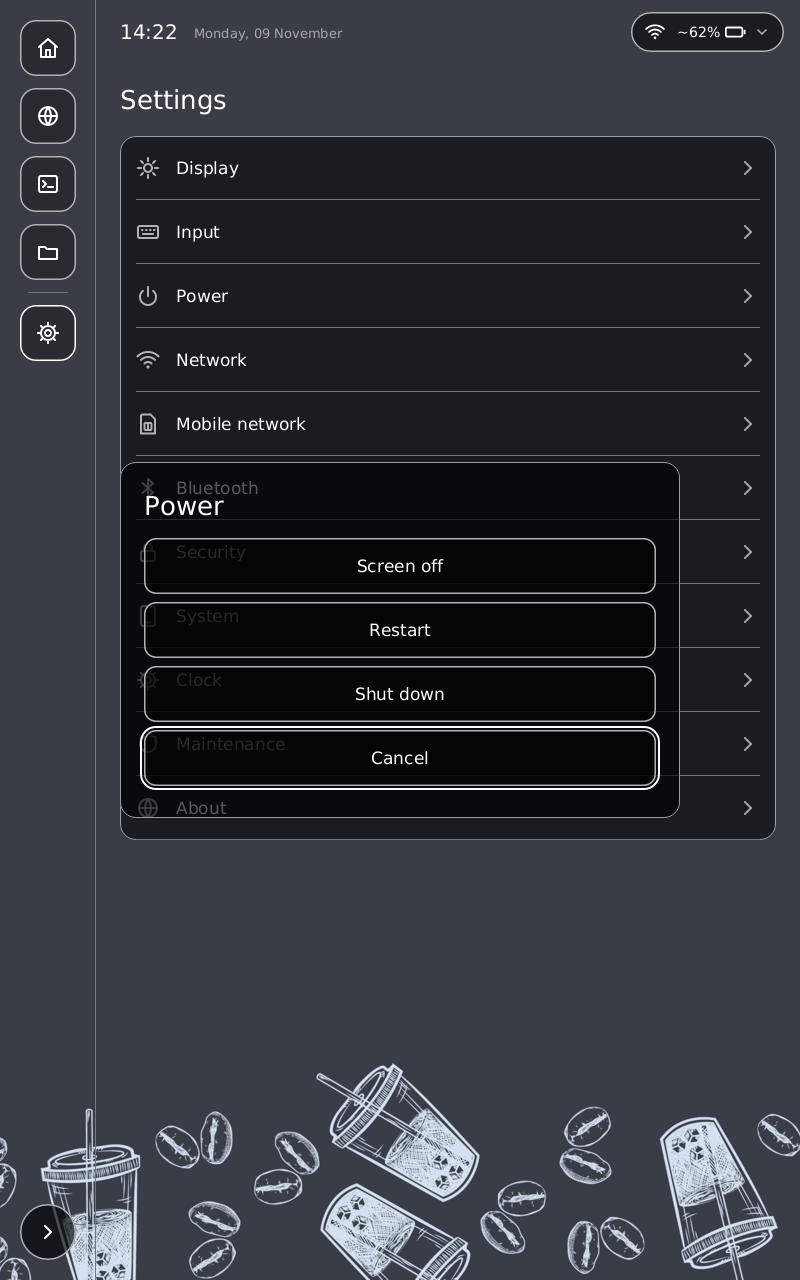 14:22 Monday, 09 November ~62%
Settings
Display
Input
Power
Network
Mobile network
Bluetooth
Power
Security
Screen off
System
Restart
Clock
Shut down
Maintenance
Cancel
About